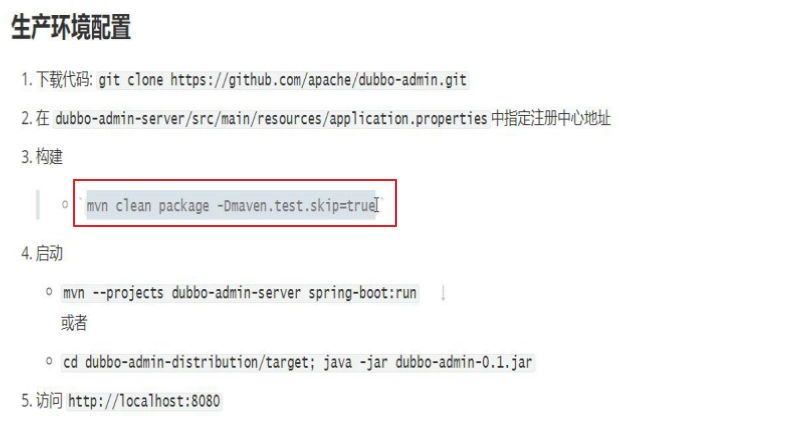 生产环境配置
1. 下载代码: git clone https://github.com/apache/dubbo-admin.git
2. 在 dubbo-admin-server/src/main/resources/application.properties 中指定注册中心地址
3. 构建
` mvn clean package -Dmaven.test.skip=true `
4. 启动
mvn --projects dubbo-admin-server spring-boot:run
或者
cd dubbo-admin-distribution/target; java -jar dubbo-admin-0.1.jar
5. 访问 http://localhost:8080